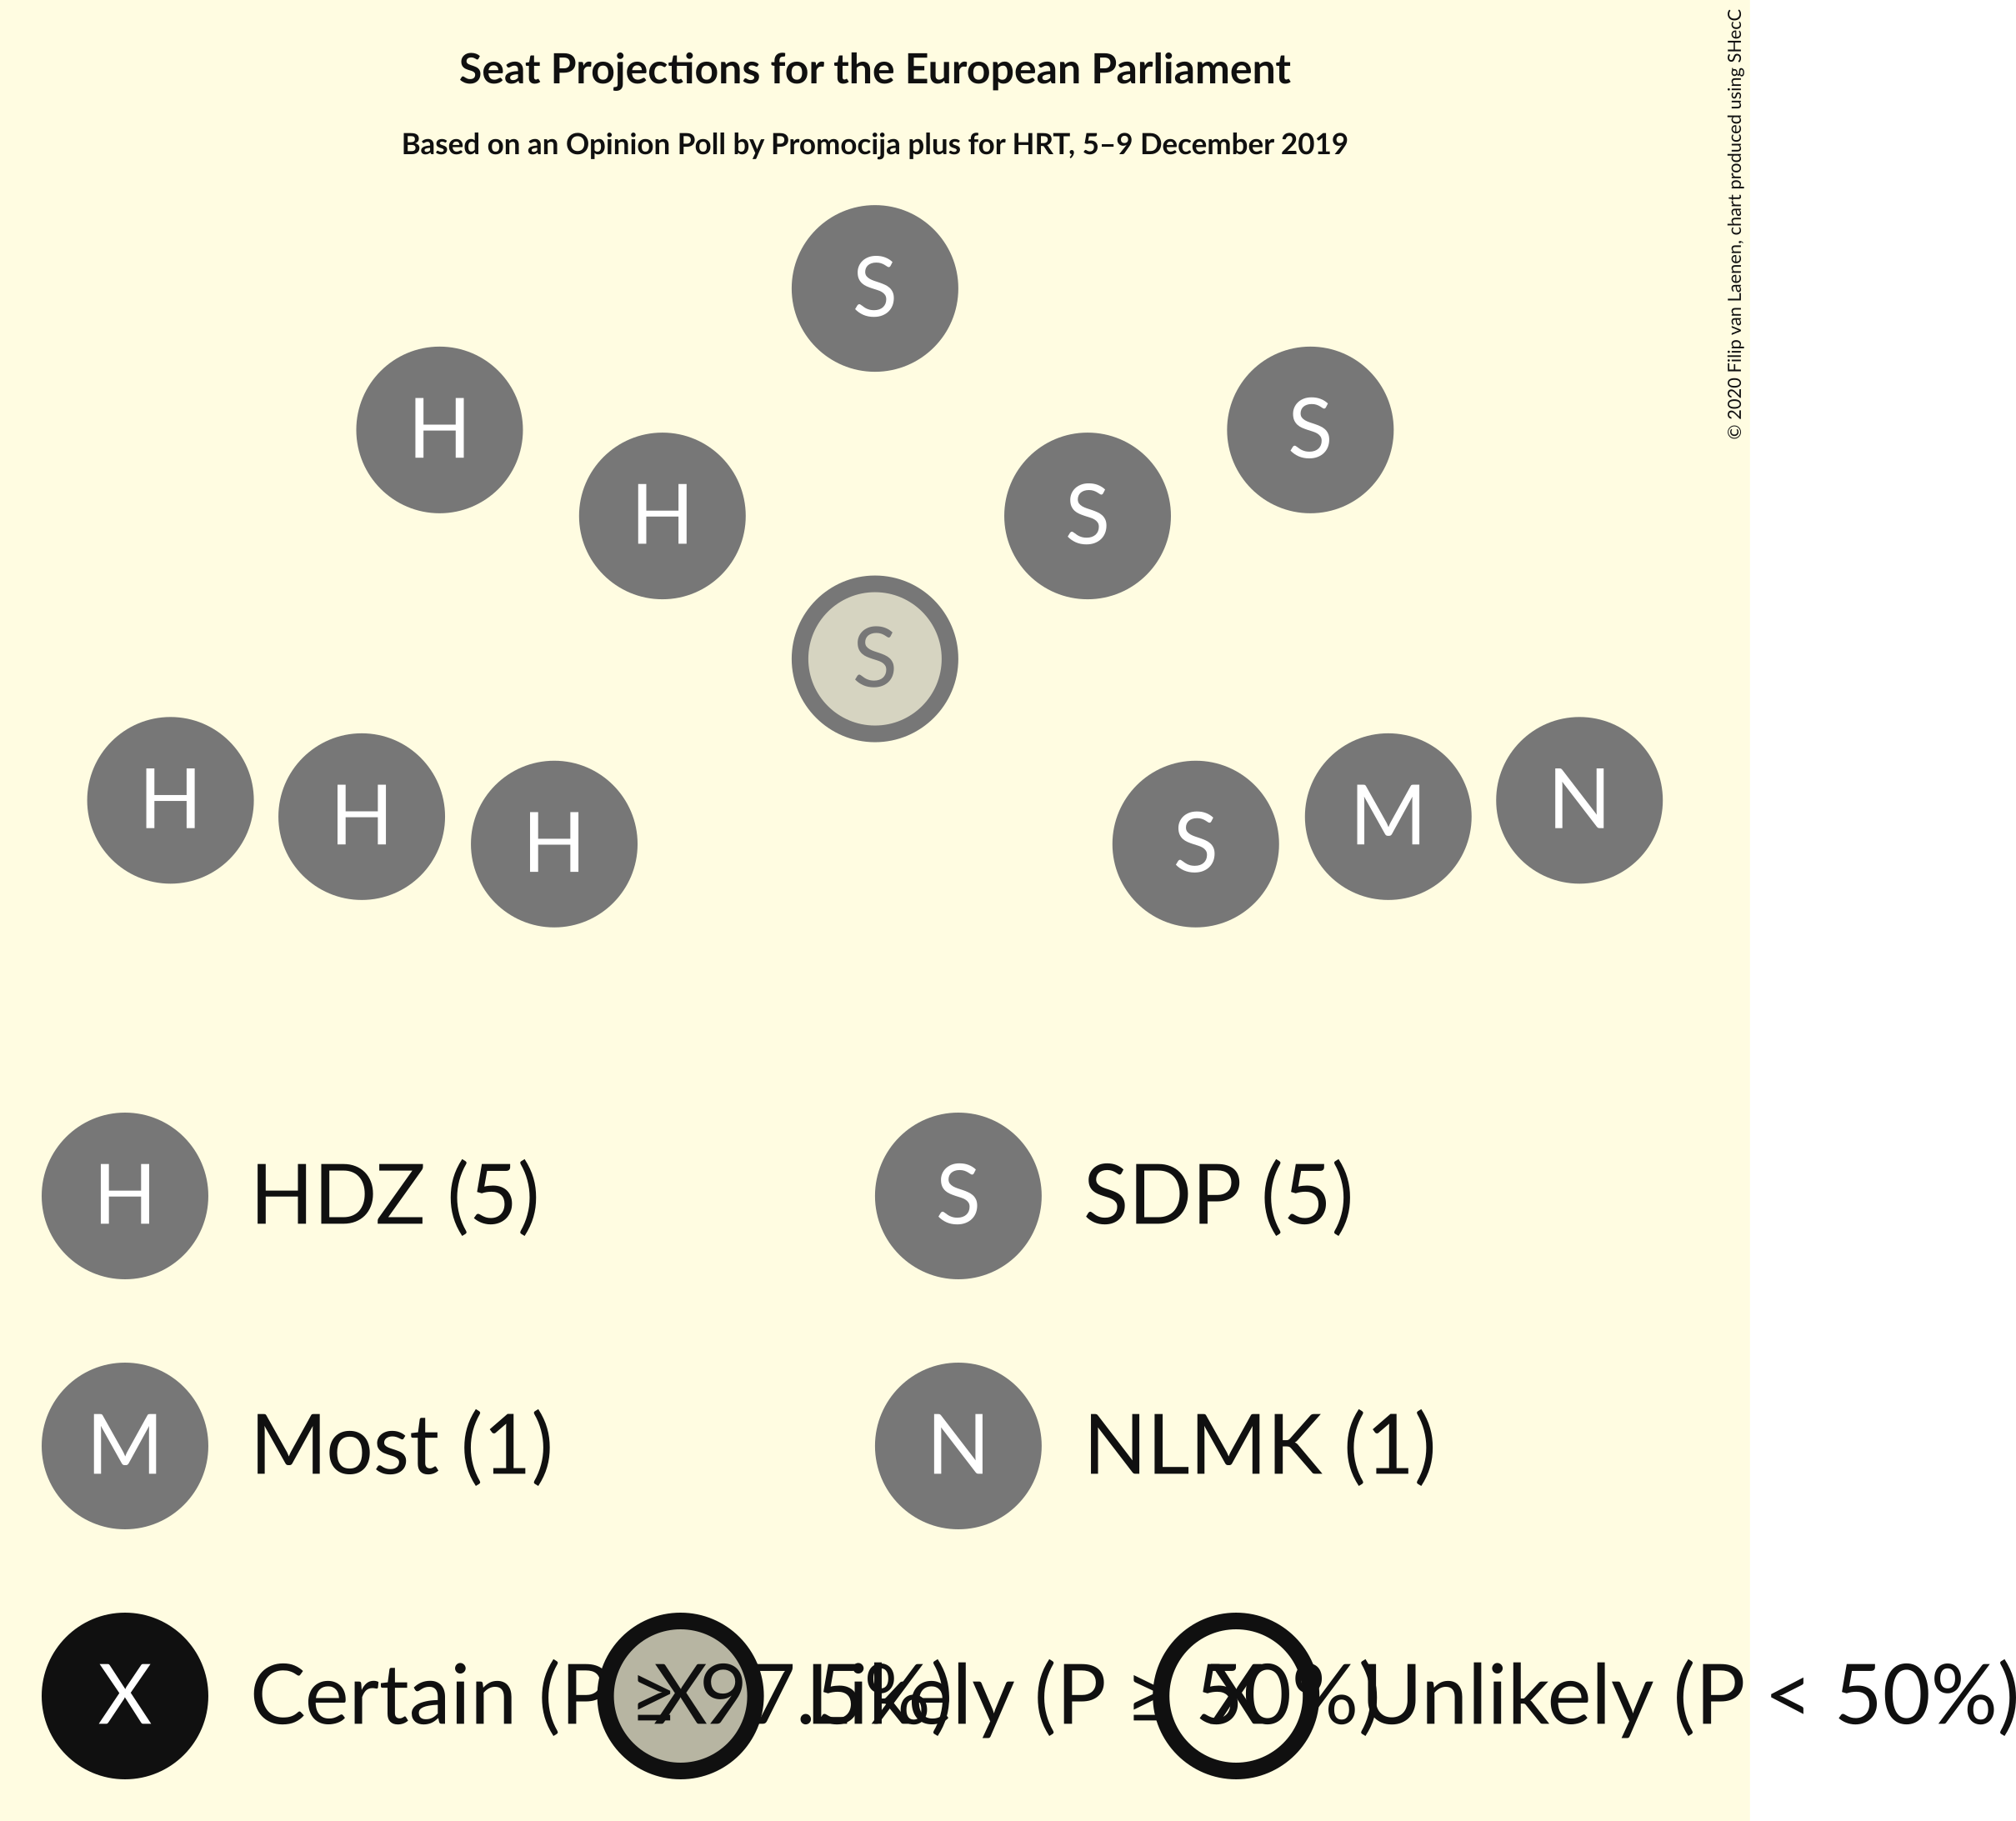 Seat Projections for the European Parliament
Based on an Opinion Poll by Promocija plus for HRT, 5–9 December 2019
© 2020 Filip van Laenen, chart produced using SHecC
S
H
S
H
S
S
H
H
H
S
M
N
H HDZ (5)
S SDP (5)
M Most (1)
N NLMK (1)
X Certain (P ≥ 97.5%)
X Likely (P ≥ 50%)
X Unlikely (P < 50%)